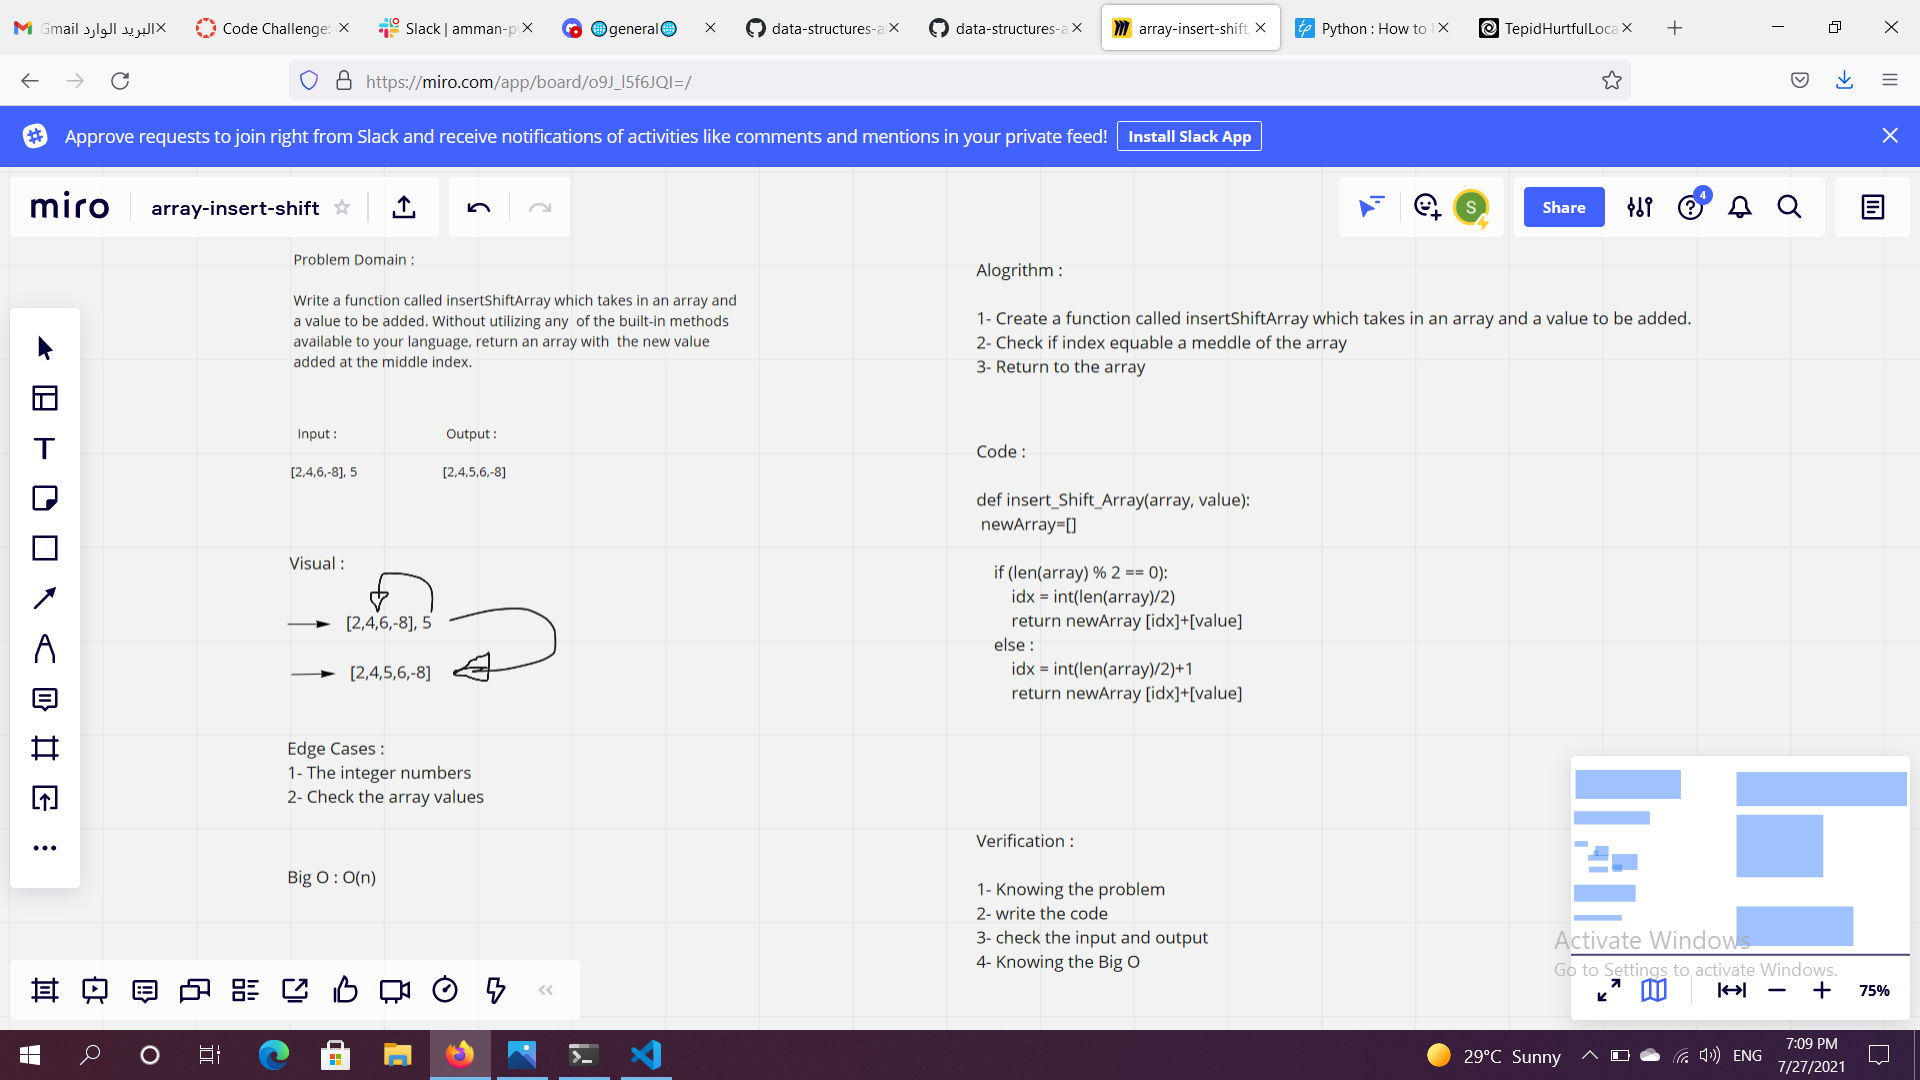 Gmail البريد الوارد
Code Challenge:
Slack | amman-p
general
data-structures-a
data-structures-a
array-insert-shift,
Python : How to
TepidHurtfulLoca
https://miro.com/app/board/o9J_l5f6JQI=/
Approve requests to join right from Slack and receive notifications of activities like comments and mentions in your private feed!
Install Slack App
miro
array-insert-shift
S
Share
4
Problem Domain :
Write a function called insertShiftArray which takes in an array and
a value to be added. Without utilizing any of the built-in methods
available to your language, return an array with the new value
added at the middle index.
Input :
Output :
[2,4,6,-8], 5
[2,4,5,6,-8]
Visual :
[2,4,6,-8], 5
[2,4,5,6,-8]
Edge Cases :
1- The integer numbers
2- Check the array values
Big O : O(n)
Alogrithm :
1- Create a function called insertShiftArray which takes in an array and a value to be added.
2- Check if index equable a meddle of the array
3- Return to the array
Code :
def insert_Shift_Array(array, value):
newArray=[]
if (len(array) % 2 == 0):
idx = int(len(array)/2)
return newArray [idx]+[value]
else :
idx = int(len(array)/2)+1
return newArray [idx]+[value]
Verification :
1- Knowing the problem
2- write the code
3- check the input and output
4- Knowing the Big O
Activate Windows
Go to Settings to activate Windows.
75%
29°C Sunny
ENG
7:09 PM
7/27/2021